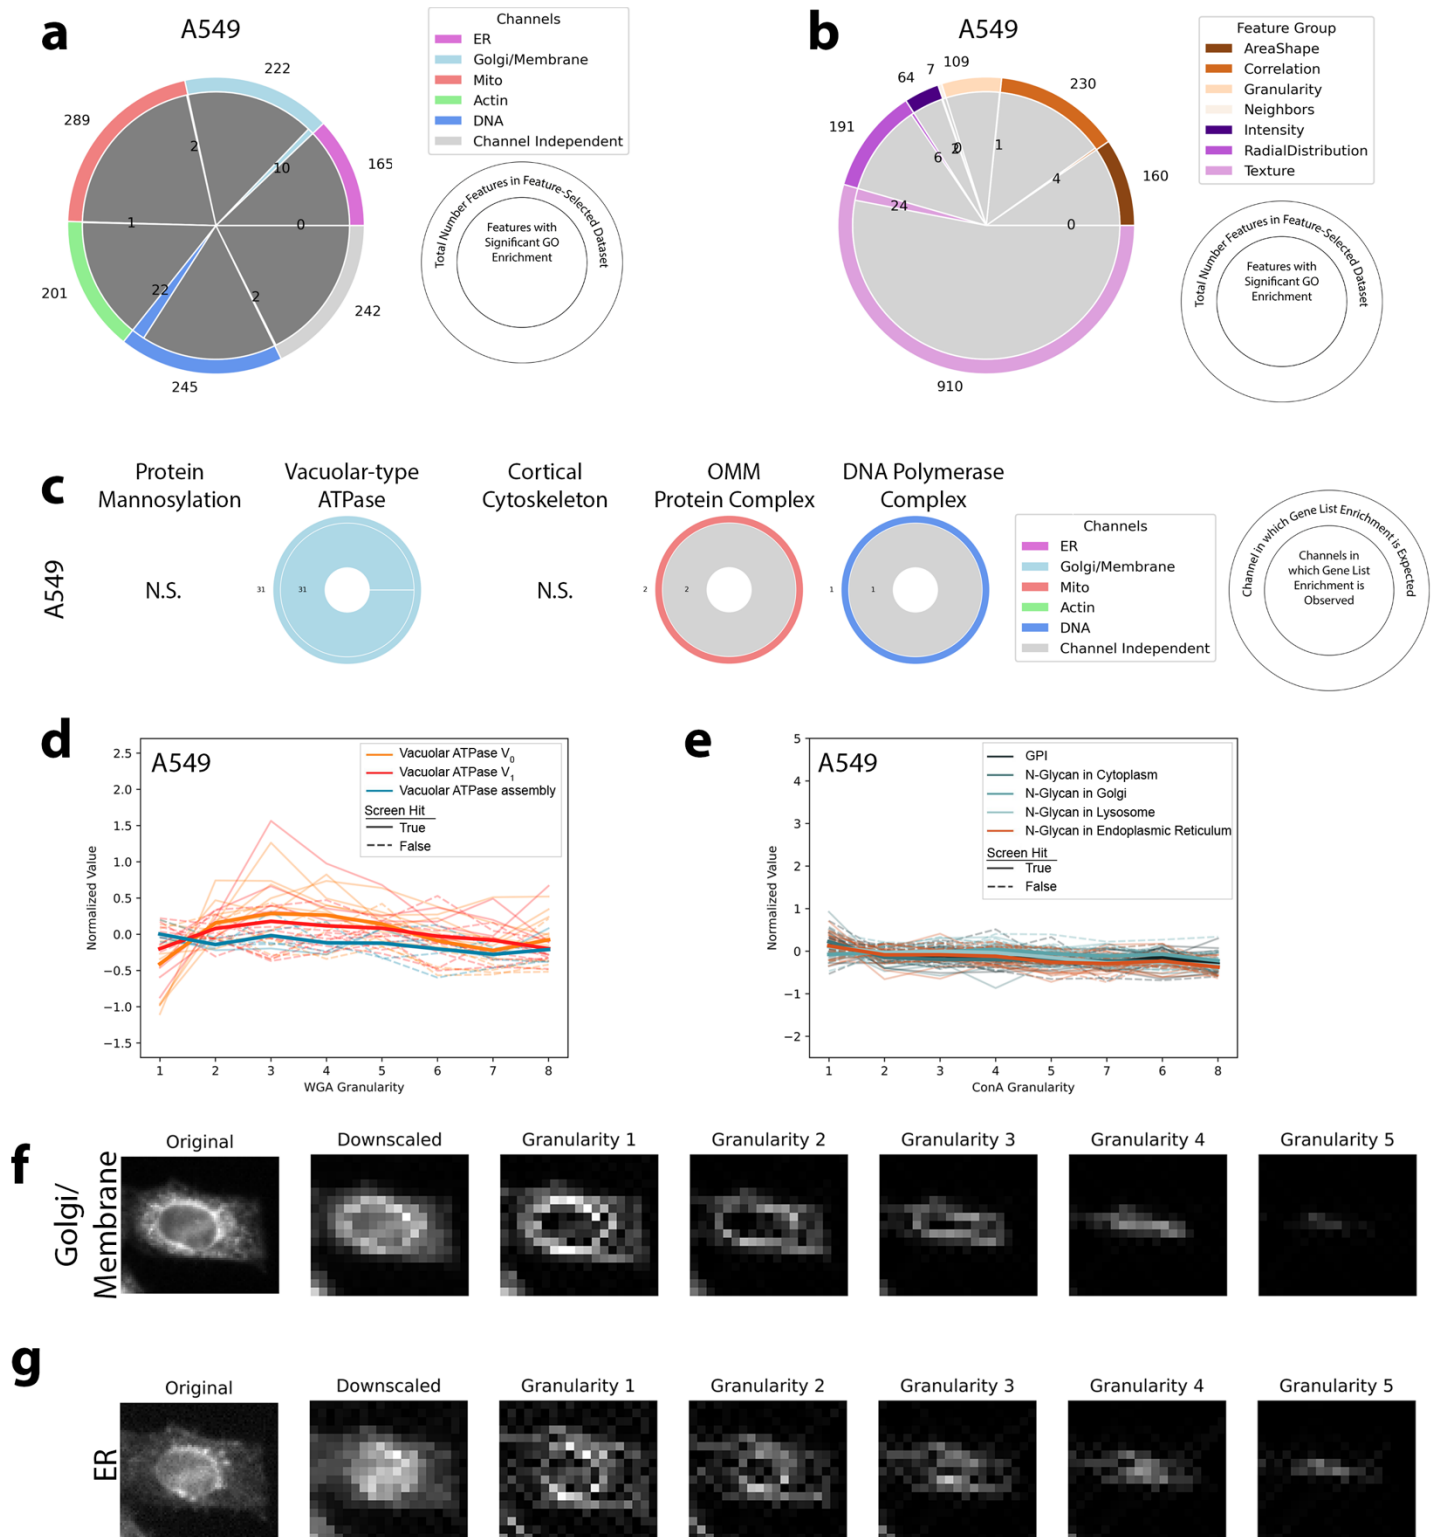 a
A549
222
289
165
2
10
1
0
22
2
201
242
245
Channels
ER
Golgi/Membrane
Mito
Actin
DNA
Channel Independent
Total Number Features in Feature-Selected Dataset
Features with
Significant GO
Enrichment
b
A549
109
7
64
230
191
160
6
2
0
1
4
24
0
910
Feature Group
AreaShape
Correlation
Granularity
Neighbors
Intensity
RadialDistribution
Texture
Total Number Features in Feature-Selected Dataset
Features with
Significant GO
Enrichment
c
A549
Protein
Mannosylation
N.S.
Vacuolar-type
ATPase
31
31
Cortical
Cytoskeleton
N.S.
OMM
Protein Complex
2
2
DNA Polymerase
Complex
1
1
Channels
ER
Golgi/Membrane
Mito
Actin
DNA
Channel Independent
Channel in which Gene List Enrichment is Expected
Channels in
which Gene List
Enrichment is
Observed
d
A549
Vacuolar ATPase V0
Vacuolar ATPase V1
Vacuolar ATPase assembly
Screen Hit
True
False
Normalized Value
2.5
2.0
1.5
1.0
0.5
0.0
−0.5
−1.0
−1.5
1 2 3 4 5 6 7 8
WGA Granularity
e
A549
GPI
N-Glycan in Cytoplasm
N-Glycan in Golgi
N-Glycan in Lysosome
N-Glycan in Endoplasmic Reticulum
Screen Hit
True
False
Normalized Value
5
4
3
2
1
0
−1
−2
1 2 3 4 5 7 6 8
ConA Granularity
f
Golgi/
Membrane
Original Downscaled Granularity 1 Granularity 2 Granularity 3 Granularity 4 Granularity 5
g
ER
Original Downscaled Granularity 1 Granularity 2 Granularity 3 Granularity 4 Granularity 5